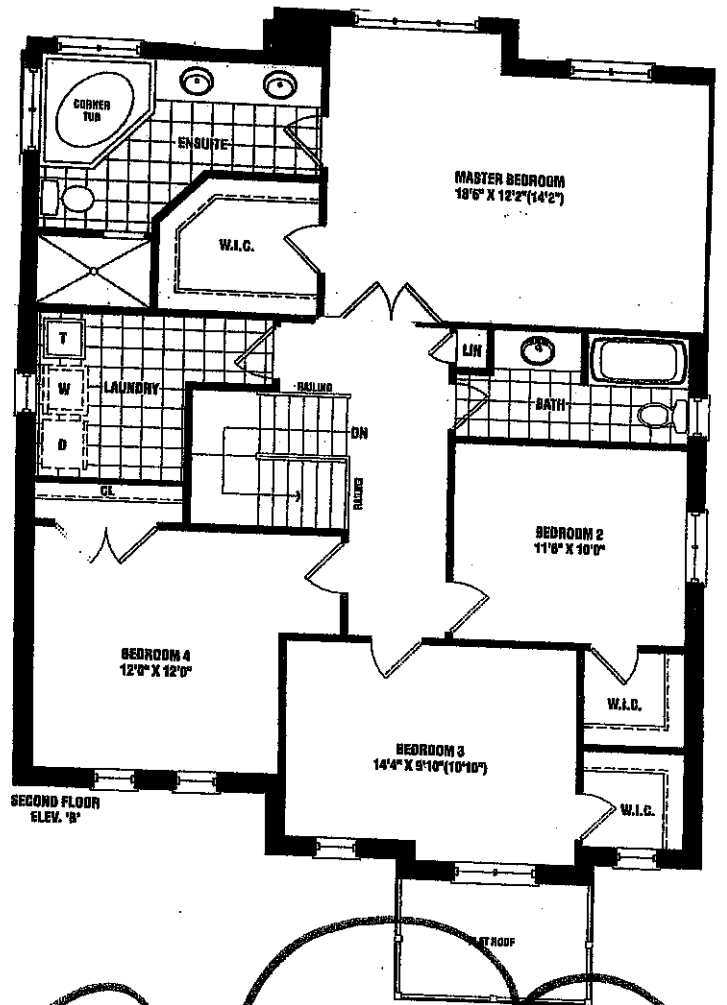 CORNER
TUB
ENSUITE
MASTER BEDROOM
18'6" X 12'2"(14'2")
W.I.C.
T
W
D
LAUNDRY
LIN
BATH
RAILING
DN
RAILING
CL.
BEDROOM 2
11'6" X 10'0"
BEDROOM 4
12'0" X 12'0"
W.I.C.
BEDROOM 3
14'4" X 9'10"(10'10")
W.I.C.
SECOND FLOOR
ELEV. 'B'
FLAT ROOF